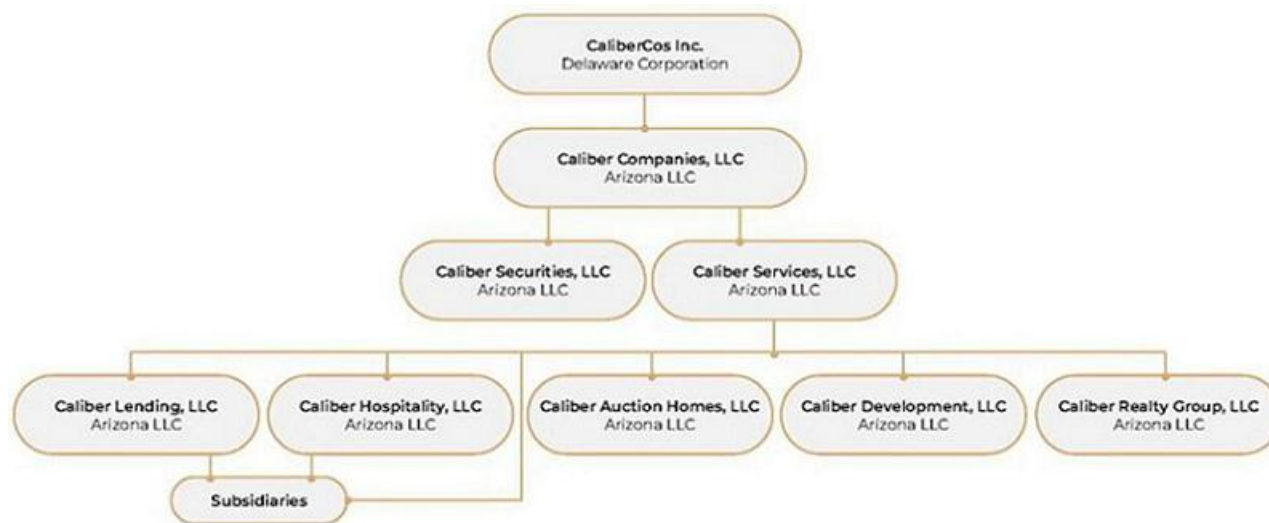 CaliberCos Inc.
Delaware Corporation
Caliber Companies, LLC
Arizona LLC
Caliber Securities, LLC
Arizona LLC
Caliber Services, LLC
Arizona LLC
Caliber Lending, LLC
Arizona LLC
Caliber Hospitality, LLC
Arizona LLC
Caliber Auction Homes, LLC
Arizona LLC
Caliber Development, LLC
Arizona LLC
Caliber Realty Group, LLC
Arizona LLC
Subsidiaries